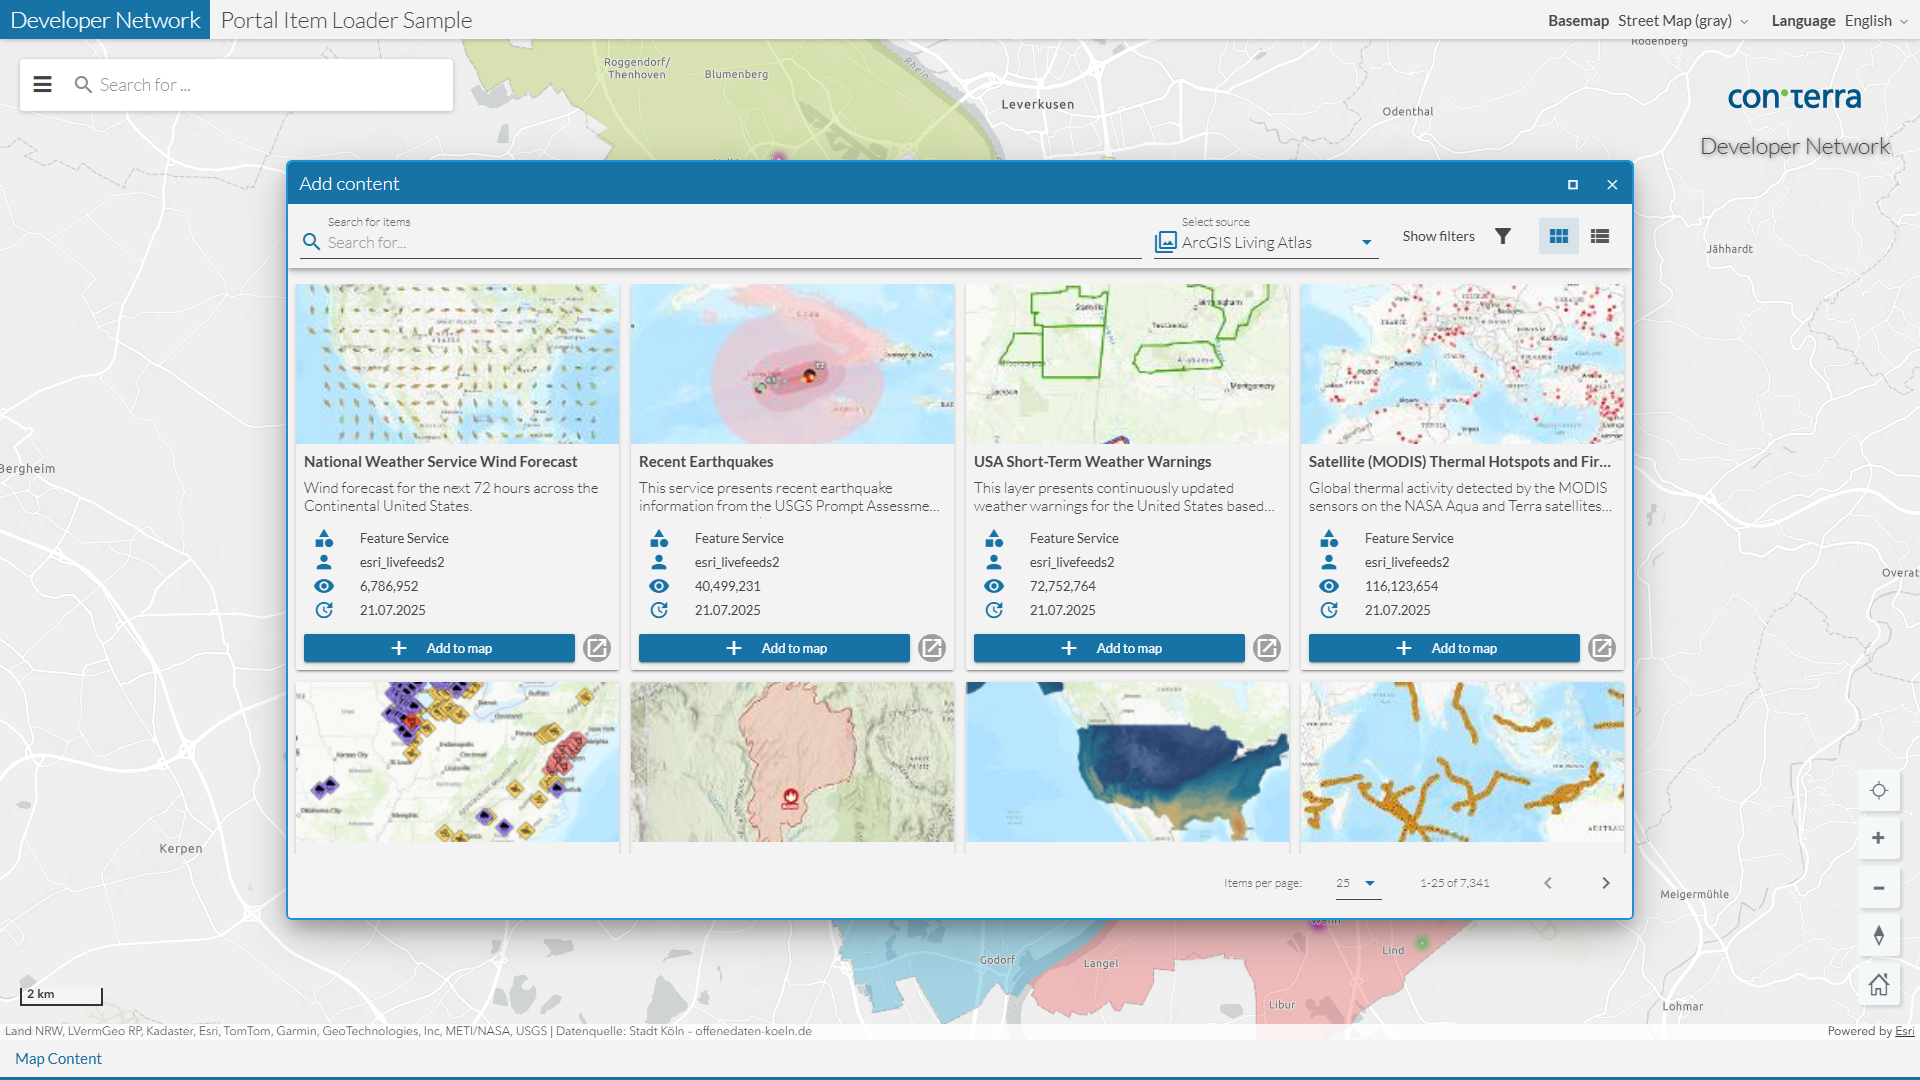 Developer Network
Portal Item Loader Sample
Basemap Street Map (gray)
Language English
Rodenberg
Roggendorf/
Thenhoven
Blumenberg
Rhein
Leverkusen
Odenthal
Search for ...
con·terra
Developer Network
Add content
Search for items
Search for...
Select source
ArcGIS Living Atlas
Show filters
Jähhardt
National Weather Service Wind Forecast
Wind forecast for the next 72 hours across the
Continental United States.
Feature Service
esri_livefeeds2
6,786,952
21.07.2025
Add to map
Recent Earthquakes
This service presents recent earthquake
information from the USGS Prompt Assessme...
Feature Service
esri_livefeeds2
40,499,231
21.07.2025
Add to map
Montgomery
Jackson
USA Short-Term Weather Warnings
This layer presents continuously updated
weather warnings for the United States based...
Feature Service
esri_livefeeds2
72,752,764
21.07.2025
Add to map
Satellite (MODIS) Thermal Hotspots and Fir...
Global thermal activity detected by the MODIS
sensors on the NASA Aqua and Terra satellites...
Feature Service
esri_livefeeds2
116,123,654
21.07.2025
Add to map
Bergheim
Overat
Kerpen
Items per page:
25
1-25 of 7,341
Meigermühle
Wahn
Lind
Godorf
Langel
Libur
Lohmar
2 km
Land NRW, LVermGeo RP, Kadaster, Esri, TomTom, Garmin, GeoTechnologies, Inc, METI/NASA, USGS | Datenquelle: Stadt Köln - offenedaten-koeln.de
Powered by Esri
Map Content